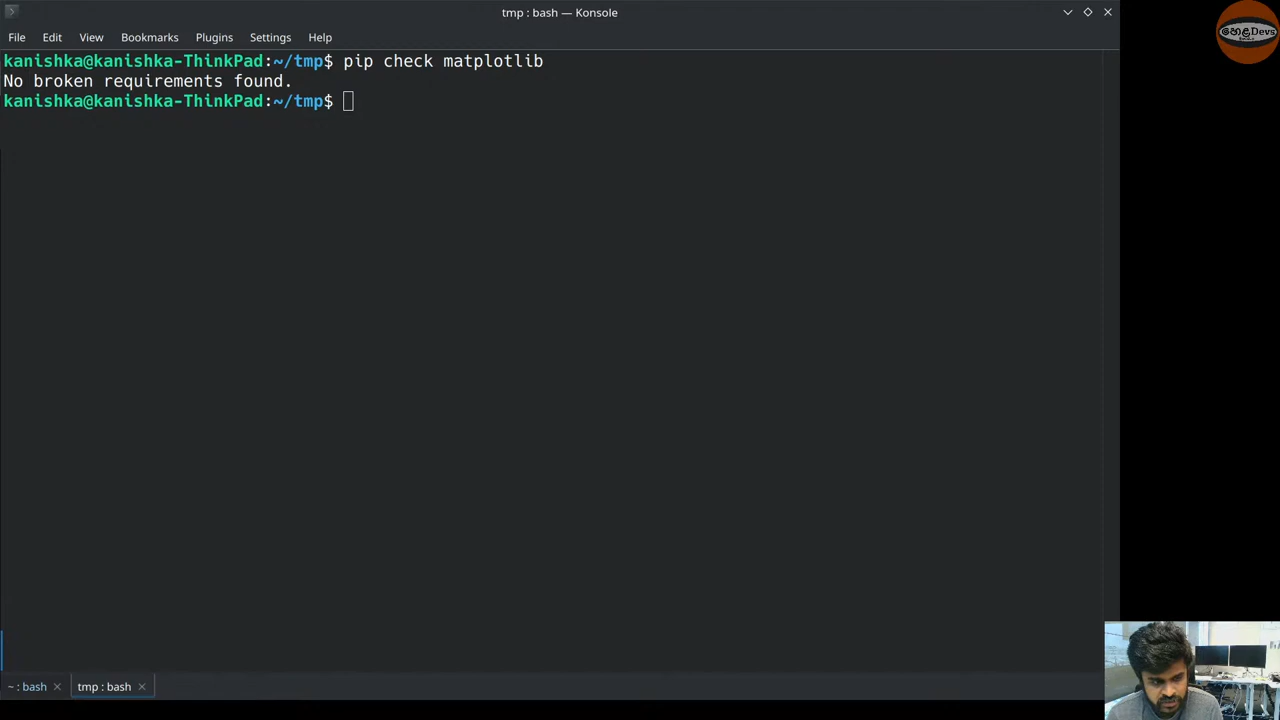 tmp : bash — Konsole
File Edit View Bookmarks Plugins Settings Help
kanishka@kanishka-ThinkPad:~/tmp$ pip check matplotlib
No broken requirements found.
kanishka@kanishka-ThinkPad:~/tmp$
~ : bash
tmp : bash
හෙළDevs